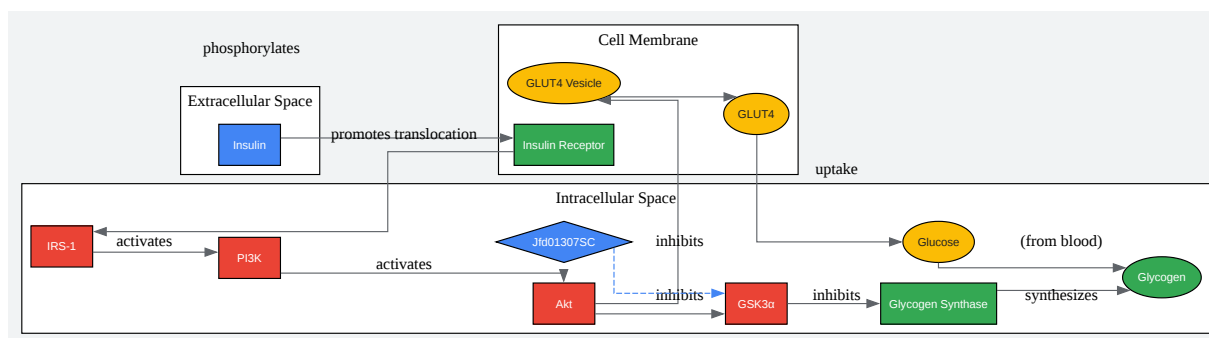 Cell Membrane
phosphorylates
GLUT4 Vesicle
Extracellular Space
GLUT4
Insulin
promotes translocation
Insulin Receptor
uptake
Intracellular Space
IRS-1
activates
PI3K
Jfd01307SC
inhibits
Glucose
(from blood)
activates
Glycogen
Akt
inhibits
GSK3α
inhibits
Glycogen Synthase
synthesizes